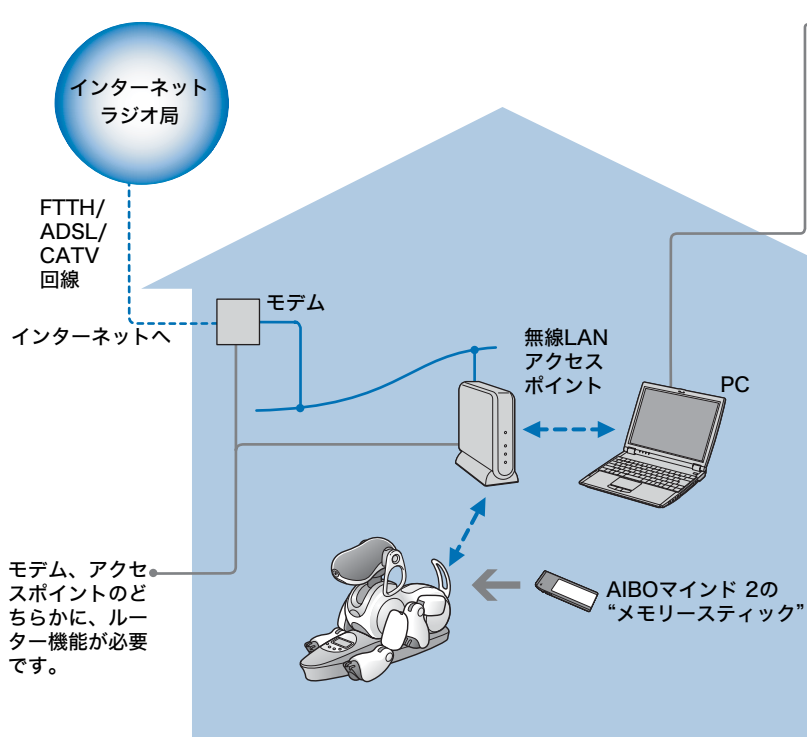 インターネット
ラジオ局
FTTH/
ADSL/
CATV
回線
モデム
インターネットへ
無線LAN
アクセス
ポイント
PC
モデム、アクセ
スポイントのど
ちらかに、ルー
ター機能が必要
です。
AIBOマインド 2の
“メモリースティック”